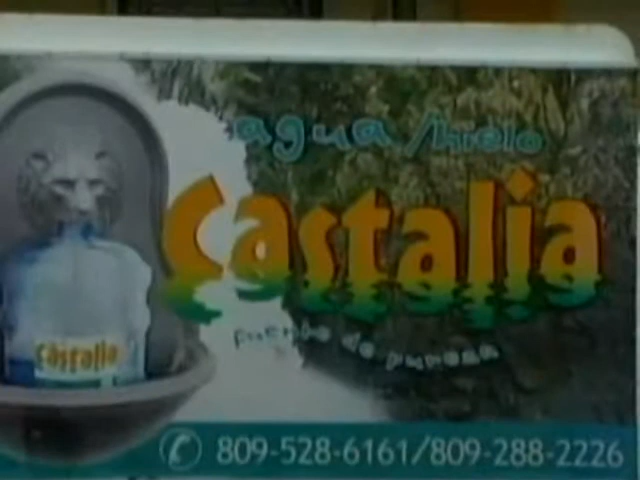 agua/hielo
Castalia
fuente de pureza
Castalia
809-528-6161/809-288-2226